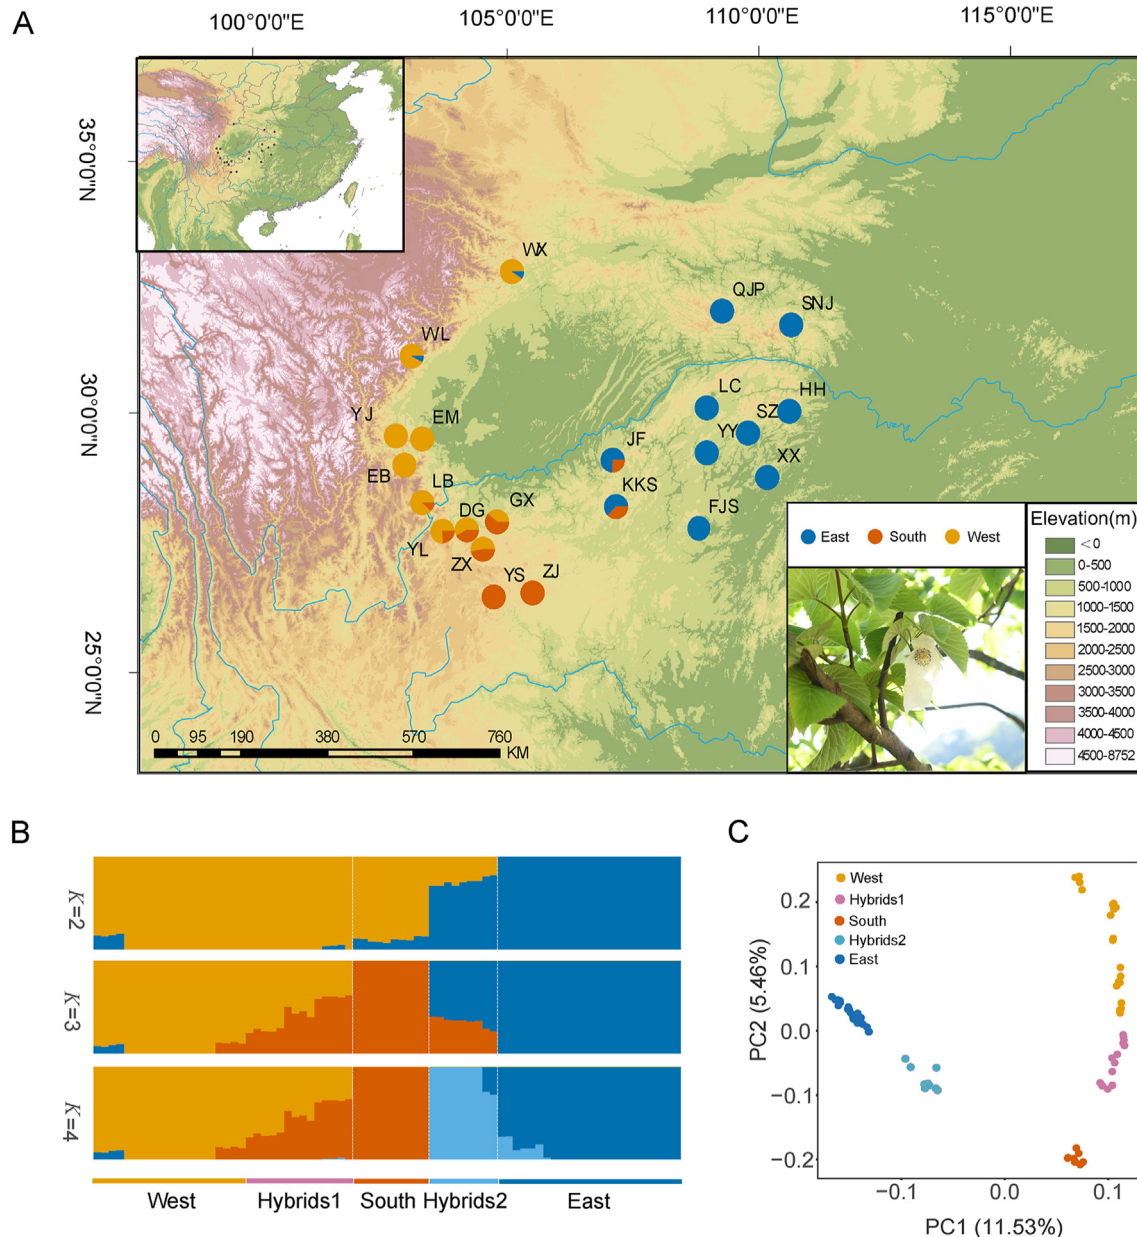 A
100°0'0"E
105°0'0"E
110°0'0"E
115°0'0"E
35°0'0"N
30°0'0"N
25°0'0"N
WX
WL
QJP
SNJ
YJ
EM
LC
HH
SZ
EB
JF
YY
LB
XX
KKS
GX
DG
FJS
YL
ZX
YS
ZJ
East
South
West
Elevation(m)
<0
0-500
500-1000
1000-1500
1500-2000
2000-2500
2500-3000
3000-3500
3500-4000
4000-4500
4500-8752
0 95 190 380 570 760
KM
B
K=2
K=3
K=4
West Hybrids1 South Hybrids2 East
C
West
Hybrids1
South
Hybrids2
East
PC2 (5.46%)
0.2
0.1
0.0
−0.1
−0.2
−0.1 0.0 0.1
PC1 (11.53%)